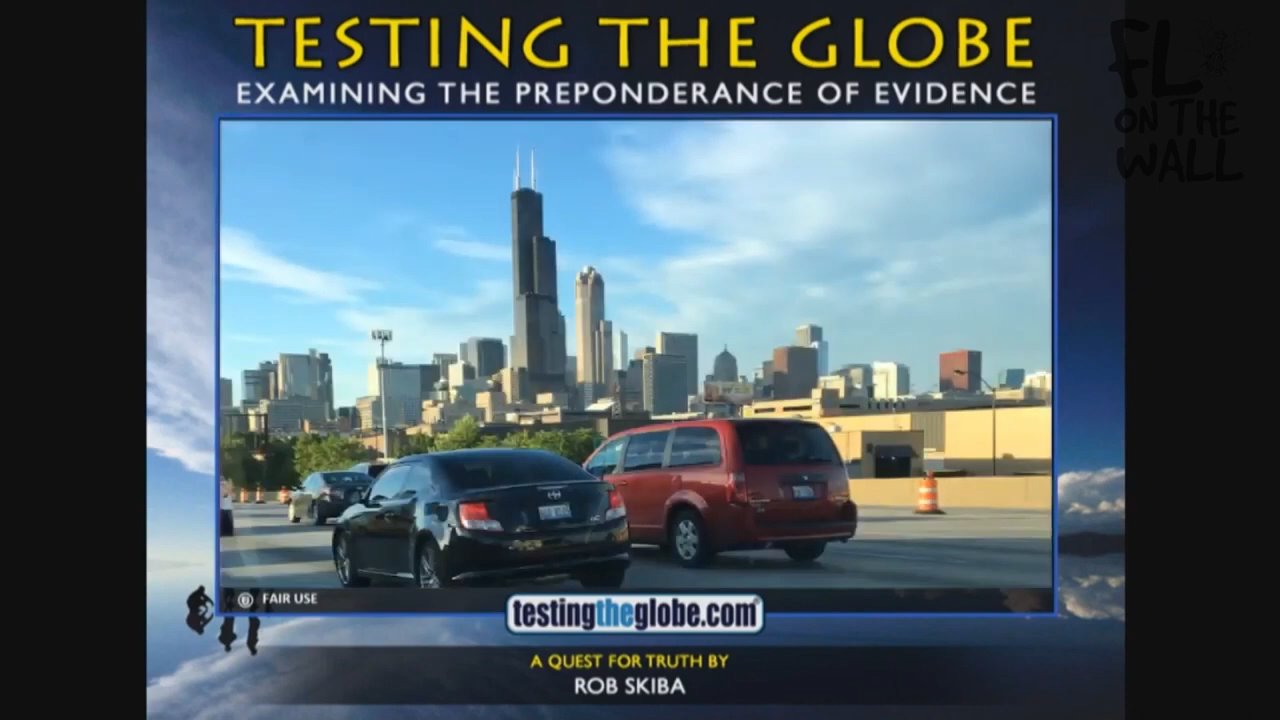 TESTING THE GLOBE
EXAMINING THE PREPONDERANCE OF EVIDENCE
FL
ON THE
WALL
FAIR USE
testingtheglobe.com
A QUEST FOR TRUTH BY
ROB SKIBA